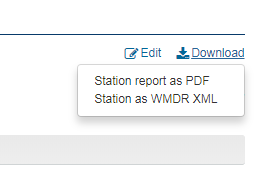 Edit Download
Station report as PDF
Station as WMDR XML